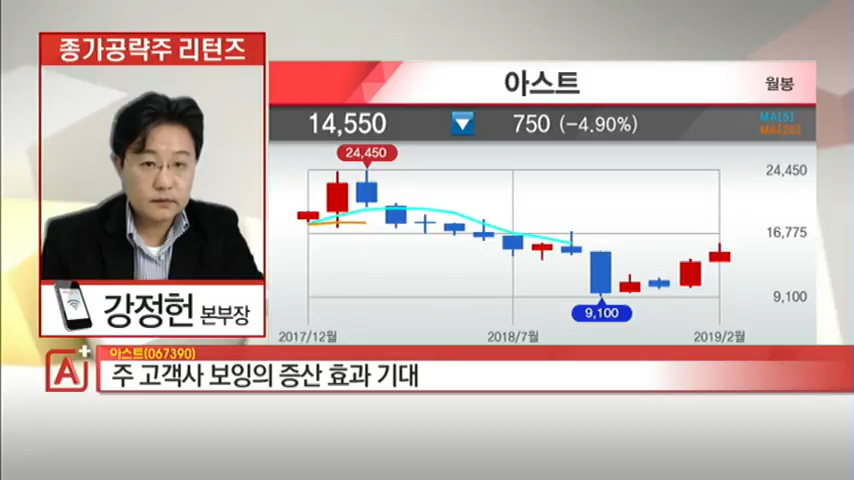 종가공략주 리턴즈
강정헌 본부장
아스트
월봉
14,550 750 (-4.90%)
MA[5]
MA[20]
24,450
24,450
16,775
9,100
9,100
2017/12월 2018/7월 2019/2월
A+
아스트(067390)
주 고객사 보잉의 증산 효과 기대